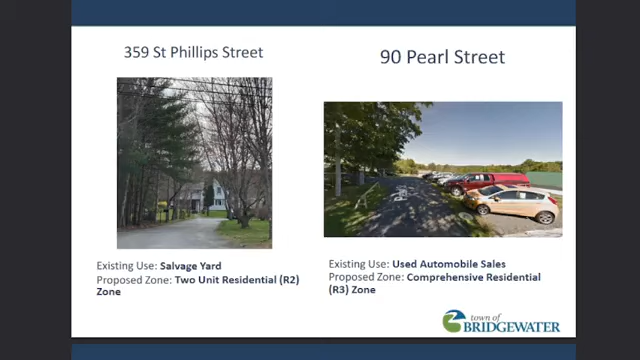 359 St Phillips Street
Existing Use: Salvage Yard
Proposed Zone: Two Unit Residential (R2)
Zone
90 Pearl Street
Existing Use: Used Automobile Sales
Proposed Zone: Comprehensive Residential
(R3) Zone
town of
BRIDGEWATER